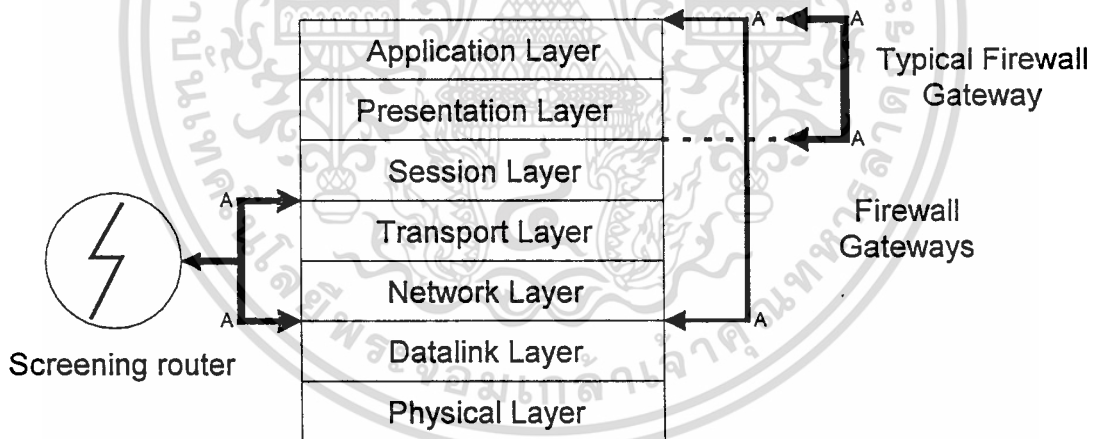 Application Layer
Presentation Layer
Session Layer
Transport Layer
Network Layer
Datalink Layer
Physical Layer
Screening router
A
A
A
A
A
A
Typical Firewall
Gateway
Firewall
Gateways